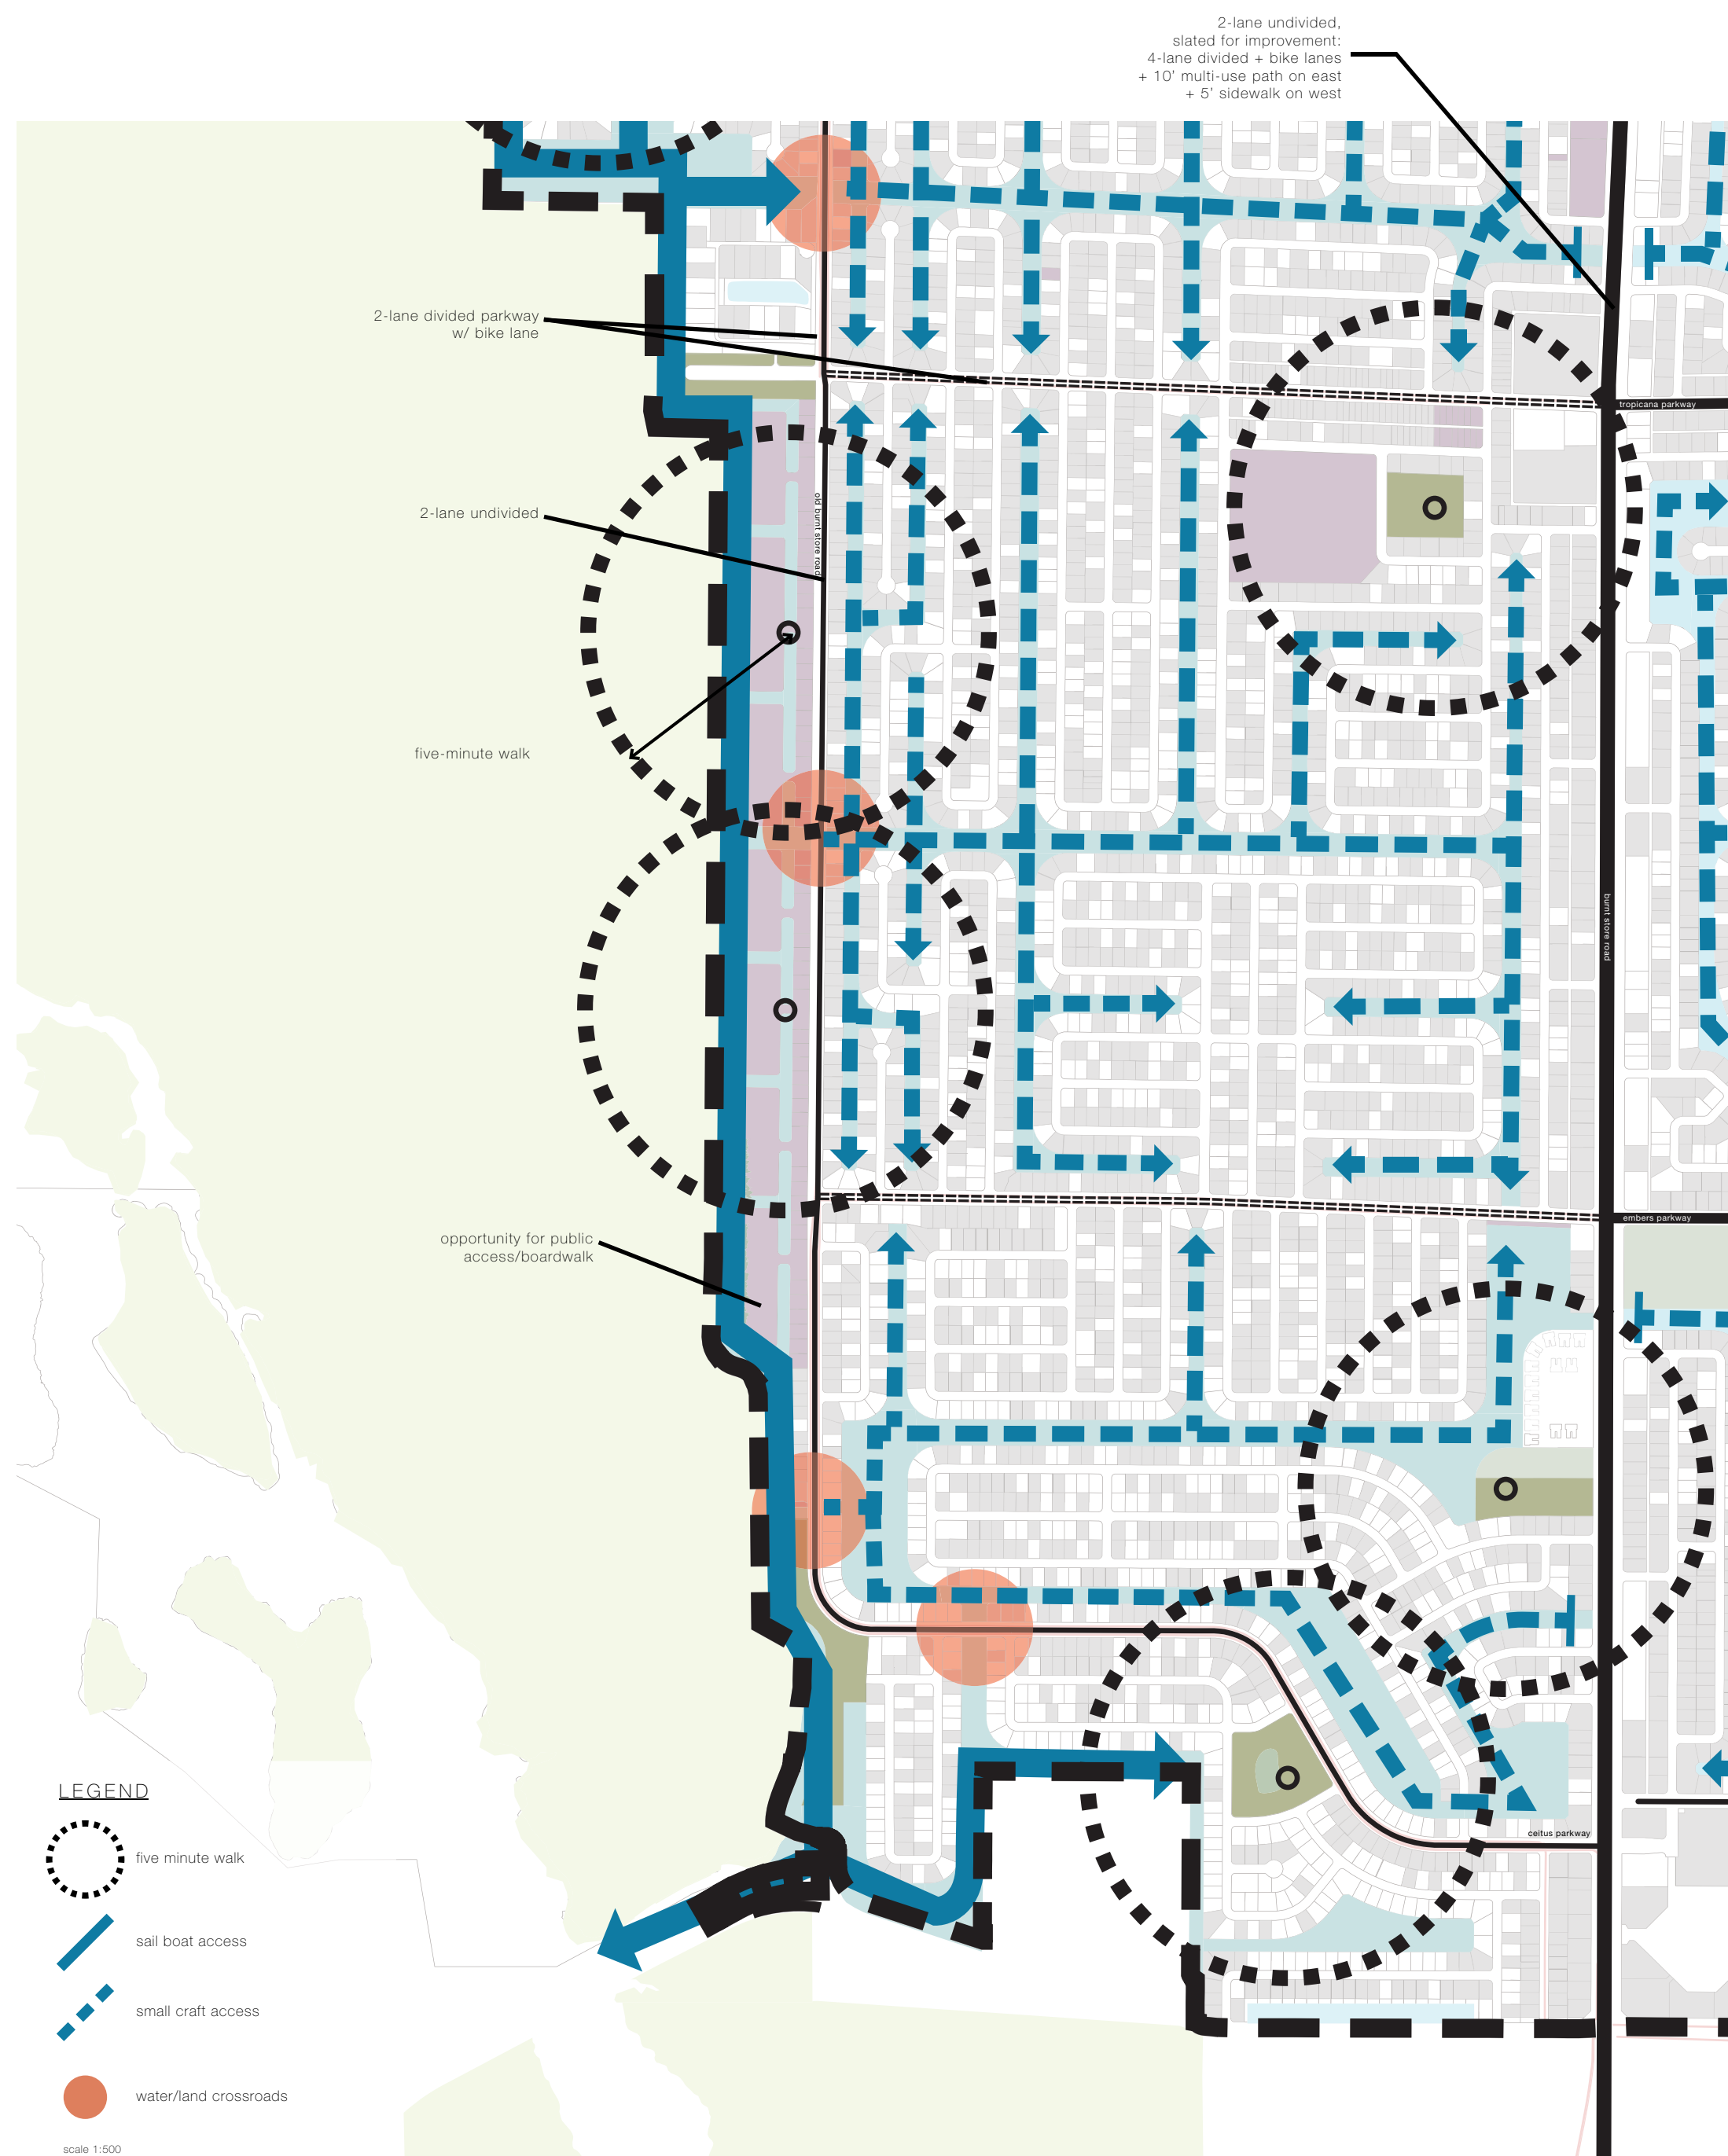 2-lane undivided,
slated for improvement:
4-lane divided + bike lanes
+ 10' multi-use path on east
+ 5' sidewalk on west
2-lane divided parkway
w/ bike lane
tropicana parkway
2-lane undivided
old burnt store road
five-minute walk
burnt store road
embers parkway
opportunity for public
access/boardwalk
ceitus parkway
LEGEND
five minute walk
sail boat access
small craft access
water/land crossroads
scale 1:500